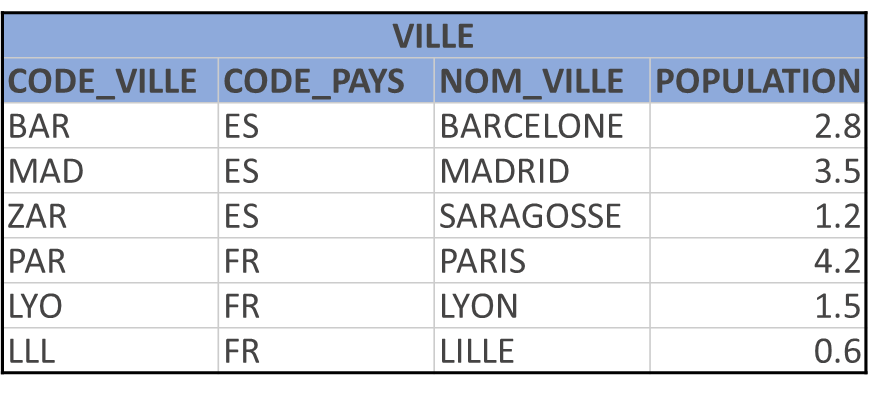 VILLE
CODE_VILLE CODE_PAYS NOM_VILLE POPULATION
BAR ES BARCELONE 2.8
MAD ES MADRID 3.5
ZAR ES SARAGOSSE 1.2
PAR FR PARIS 4.2
LYO FR LYON 1.5
LLL FR LILLE 0.6